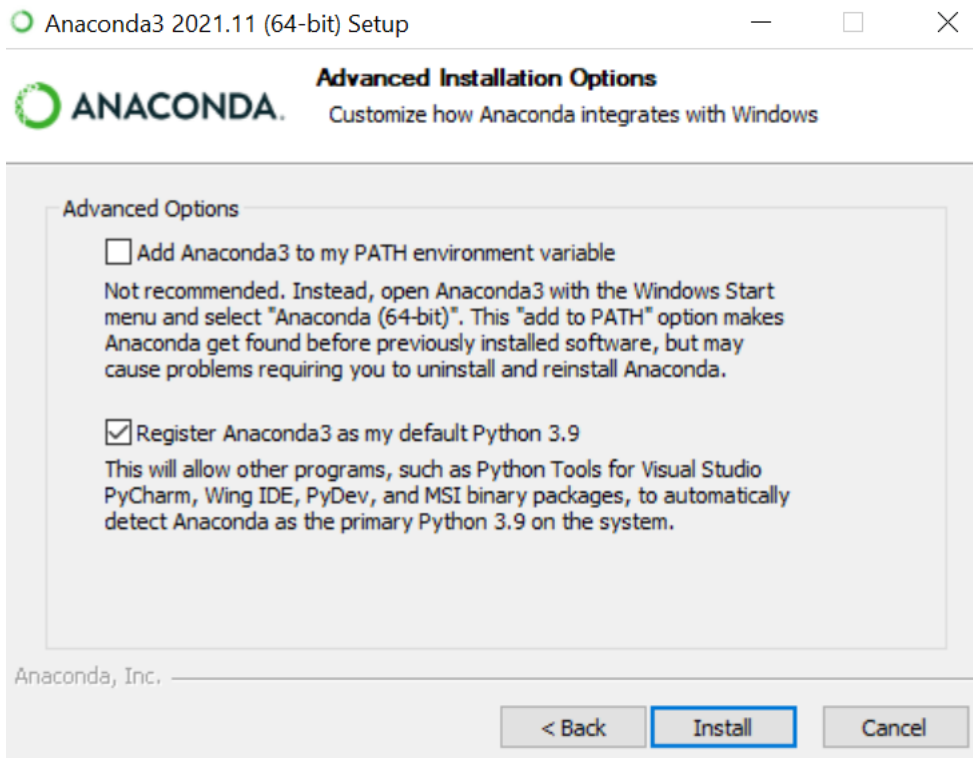 Anaconda3 2021.11 (64-bit) Setup
ANACONDA.
Advanced Installation Options
Customize how Anaconda integrates with Windows
Advanced Options
Add Anaconda3 to my PATH environment variable
Not recommended. Instead, open Anaconda3 with the Windows Start
menu and select "Anaconda (64-bit)". This "add to PATH" option makes
Anaconda get found before previously installed software, but may
cause problems requiring you to uninstall and reinstall Anaconda.
Register Anaconda3 as my default Python 3.9
This will allow other programs, such as Python Tools for Visual Studio
PyCharm, Wing IDE, PyDev, and MSI binary packages, to automatically
detect Anaconda as the primary Python 3.9 on the system.
Anaconda, Inc.
< Back
Install
Cancel